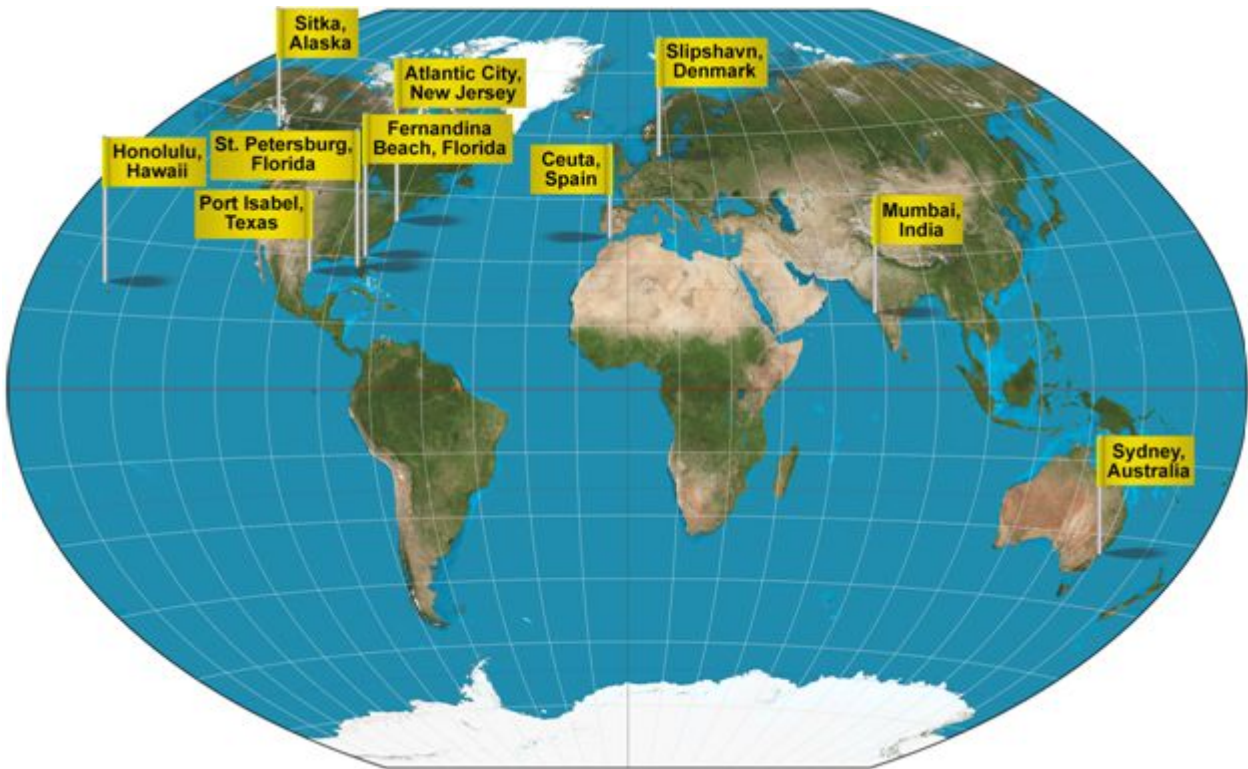 Sitka,
Alaska
Slipshavn,
Denmark
Atlantic City,
New Jersey
Fernandina
Beach, Florida
St. Petersburg,
Florida
Honolulu,
Hawaii
Ceuta,
Spain
Port Isabel,
Texas
Mumbai,
India
Sydney,
Australia